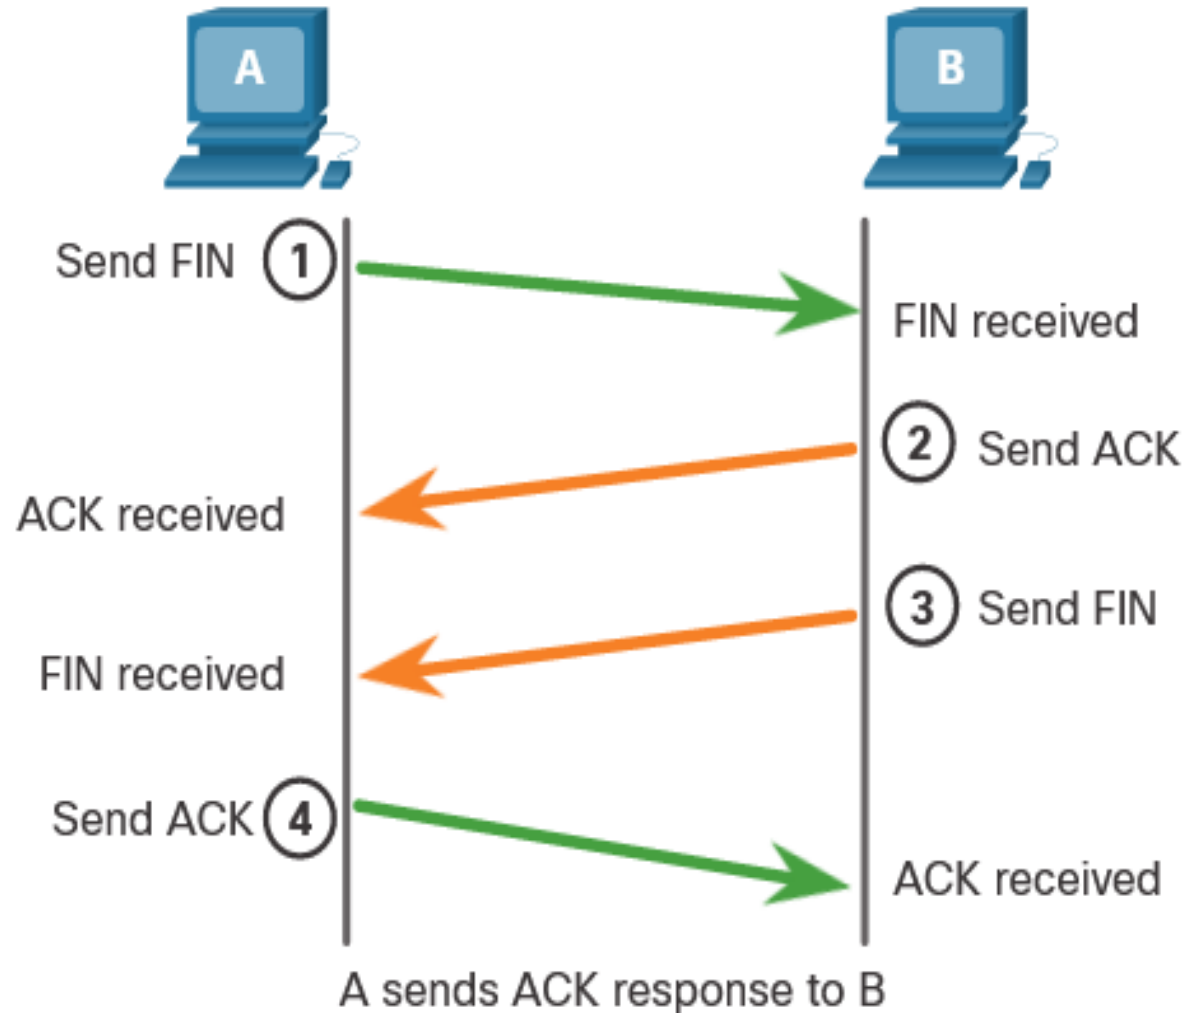 A
B
Send FIN 1
FIN received
2 Send ACK
ACK received
3 Send FIN
FIN received
Send ACK 4
ACK received
A sends ACK response to B